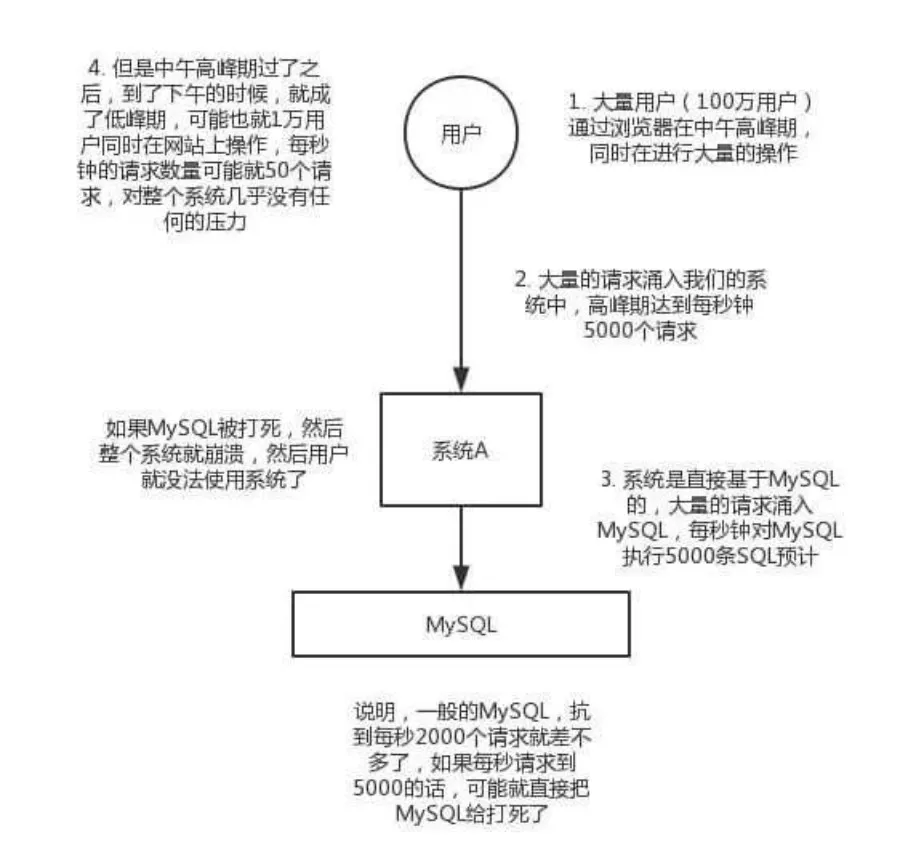 4. 但是中午高峰期过了之
后，到了下午的时候，就成
了低峰期，可能也就1万用
户同时在网站上操作，每秒
钟的请求数量可能就50个请
求，对整个系统几乎没有任
何的压力
用户
1. 大量用户（100万用户）
通过浏览器在中午高峰期，
同时在进行大量的操作
2. 大量的请求涌入我们的系
统中，高峰期达到每秒钟
5000个请求
如果MySQL被打死，然后
整个系统就崩溃，然后用户
就没法使用系统了
系统A
3. 系统是直接基于MySQL
的，大量的请求涌入
MySQL，每秒钟对MySQL
执行5000条SQL预计
MySQL
说明，一般的MySQL，抗
到每秒2000个请求就差不
多了，如果每秒请求到
5000的话，可能就直接把
MySQL给打死了